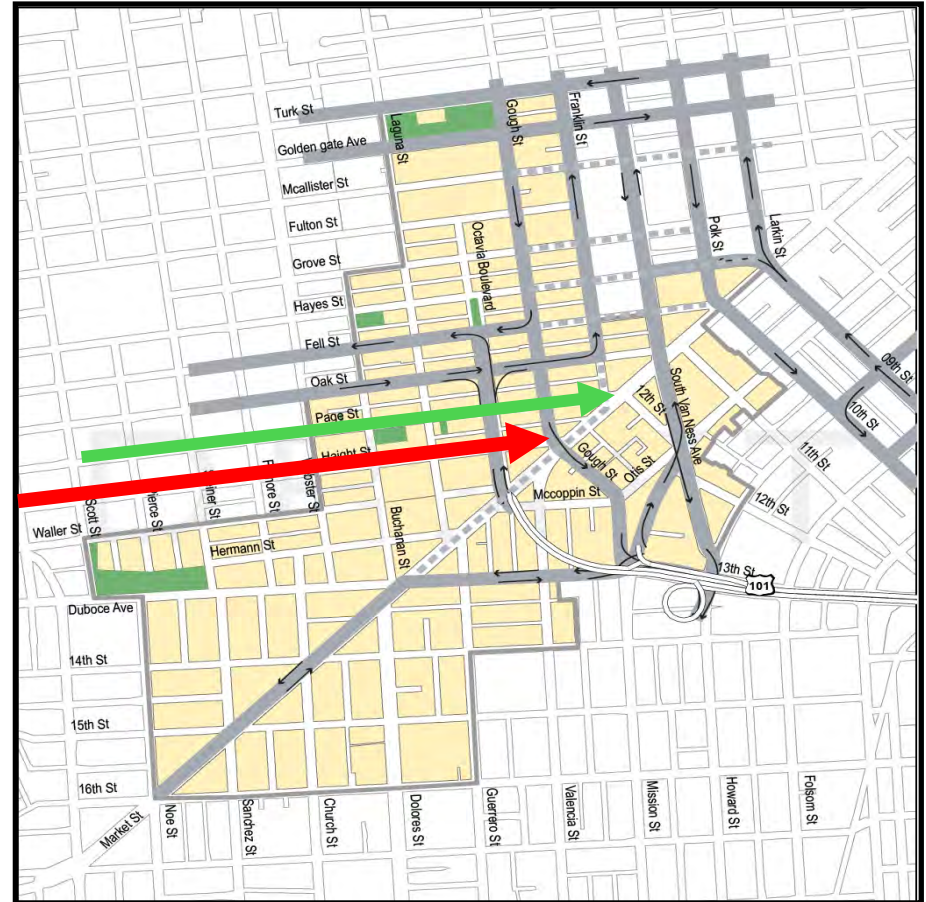 Turk St
Golden gate Ave
Mcallister St
Fulton St
Grove St
Hayes St
Fell St
Oak St
Page St
Haight St
Laguna St
Gough St
Franklin St
Octavia Boulevard
Polk St
Larkin St
09th St
10th St
11th St
12th St
12th St
South Van Ness Ave
Gough St
Otis St
Mccoppin St
13th St
101
Waller St
Scott St
Hermann St
Buchanan St
Duboce Ave
14th St
15th St
16th St
Market St
Noe St
Sanchez St
Church St
Dolores St
Guerrero St
Valencia St
Mission St
Howard St
Folsom St